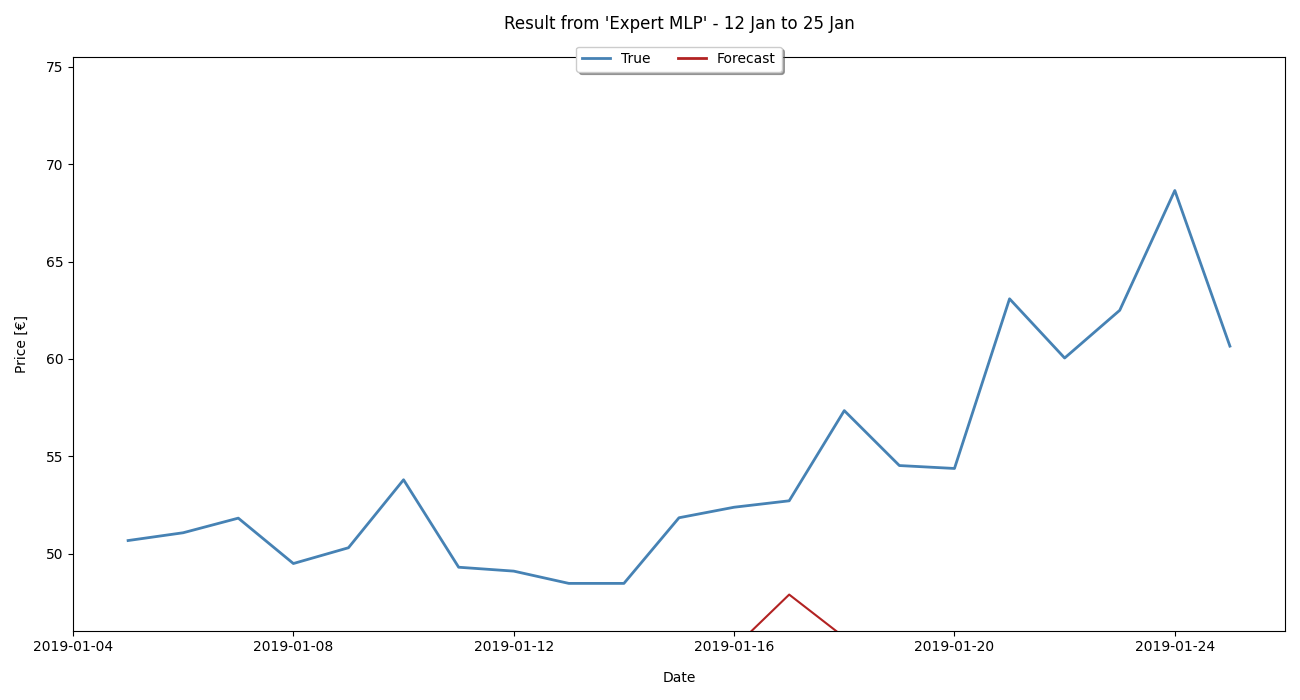 Result from 'Expert MLP' - 12 Jan to 25 Jan
True Forecast
75
70
65
60
55
50
Price [€]
2019-01-04 2019-01-08 2019-01-12 2019-01-16 2019-01-20 2019-01-24
Date